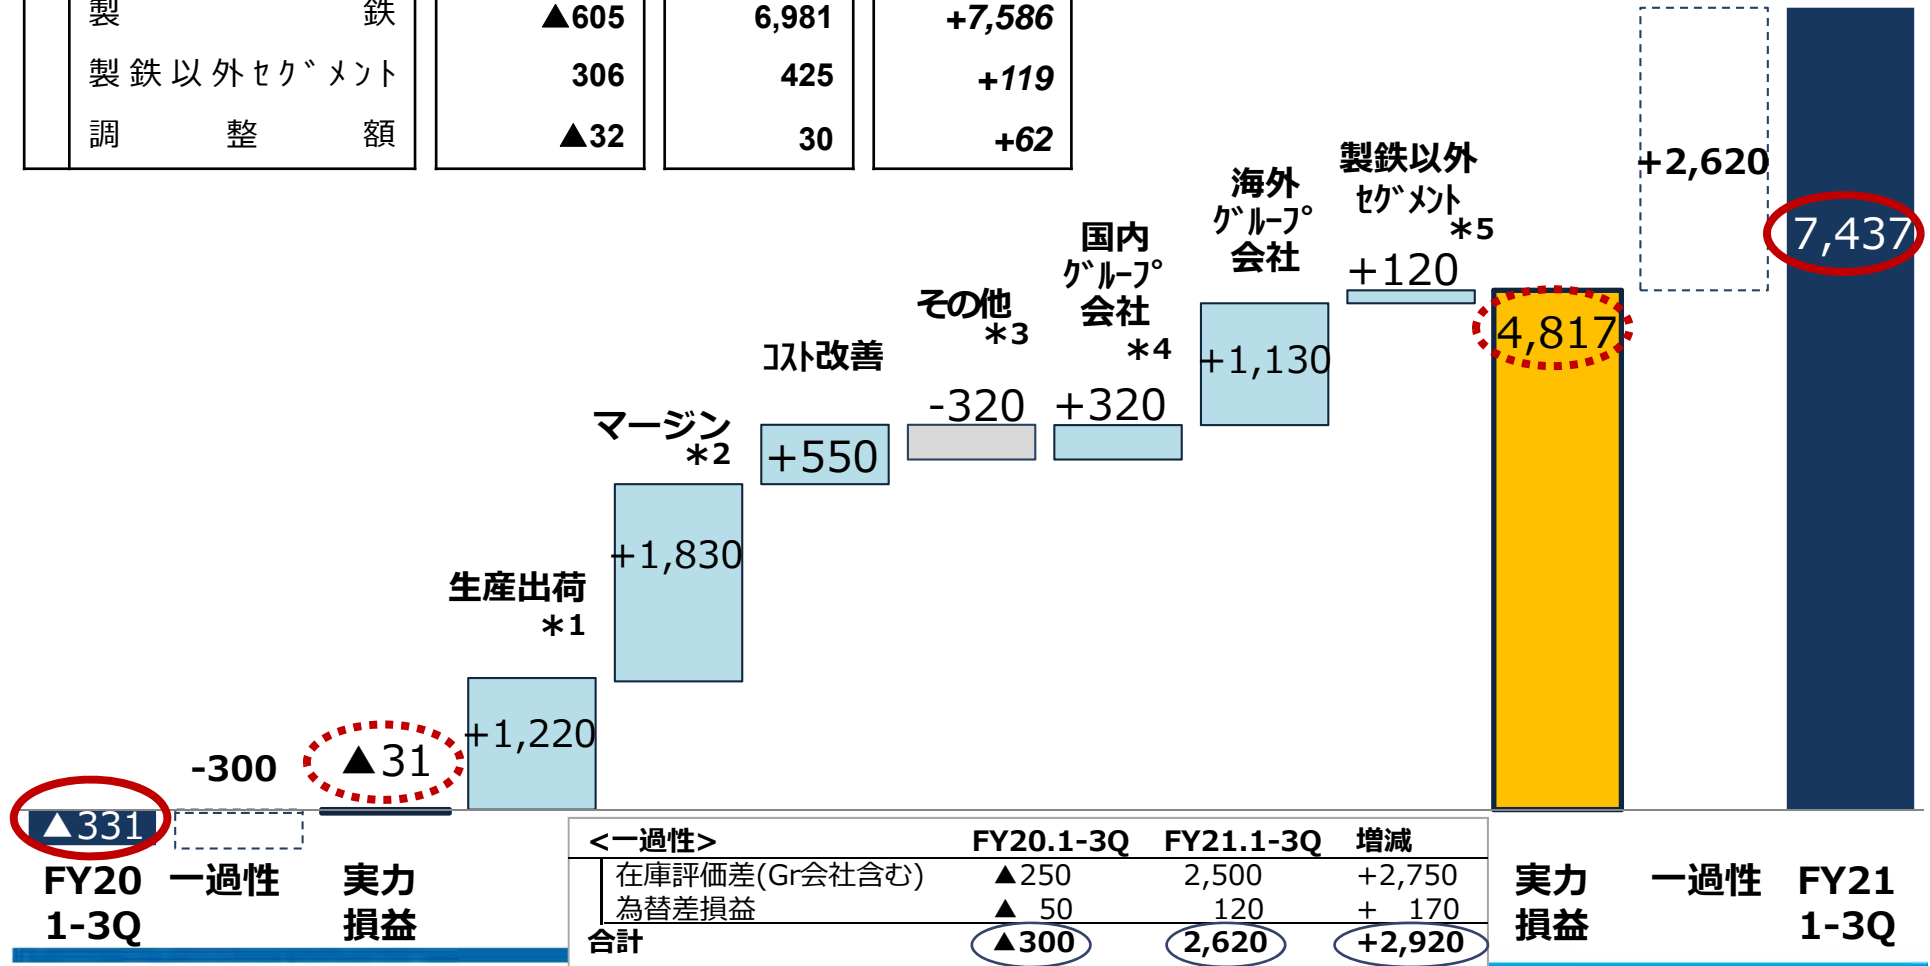 製鉄 ▲605 6,981 +7,586
製鉄以外セグメント 306 425 +119
調整額 ▲32 30 +62
+2,620
7,437
製鉄以外
セグメント
*5
+120
海外
グループ
会社
+1,130
国内
グループ
会社
*4
+320
その他
*3
-320
コスト改善
+550
マージン
*2
+1,830
生産出荷
*1
+1,220
4,817
-300
▲31
▲331
FY20
1-3Q
一過性
実力
損益
<一過性> FY20.1-3Q FY21.1-3Q 増減
在庫評価差(Gr会社含む) ▲250 2,500 +2,750
為替差損益 ▲ 50 120 + 170
合計 ▲300 2,620 +2,920
実力
損益
一過性
FY21
1-3Q